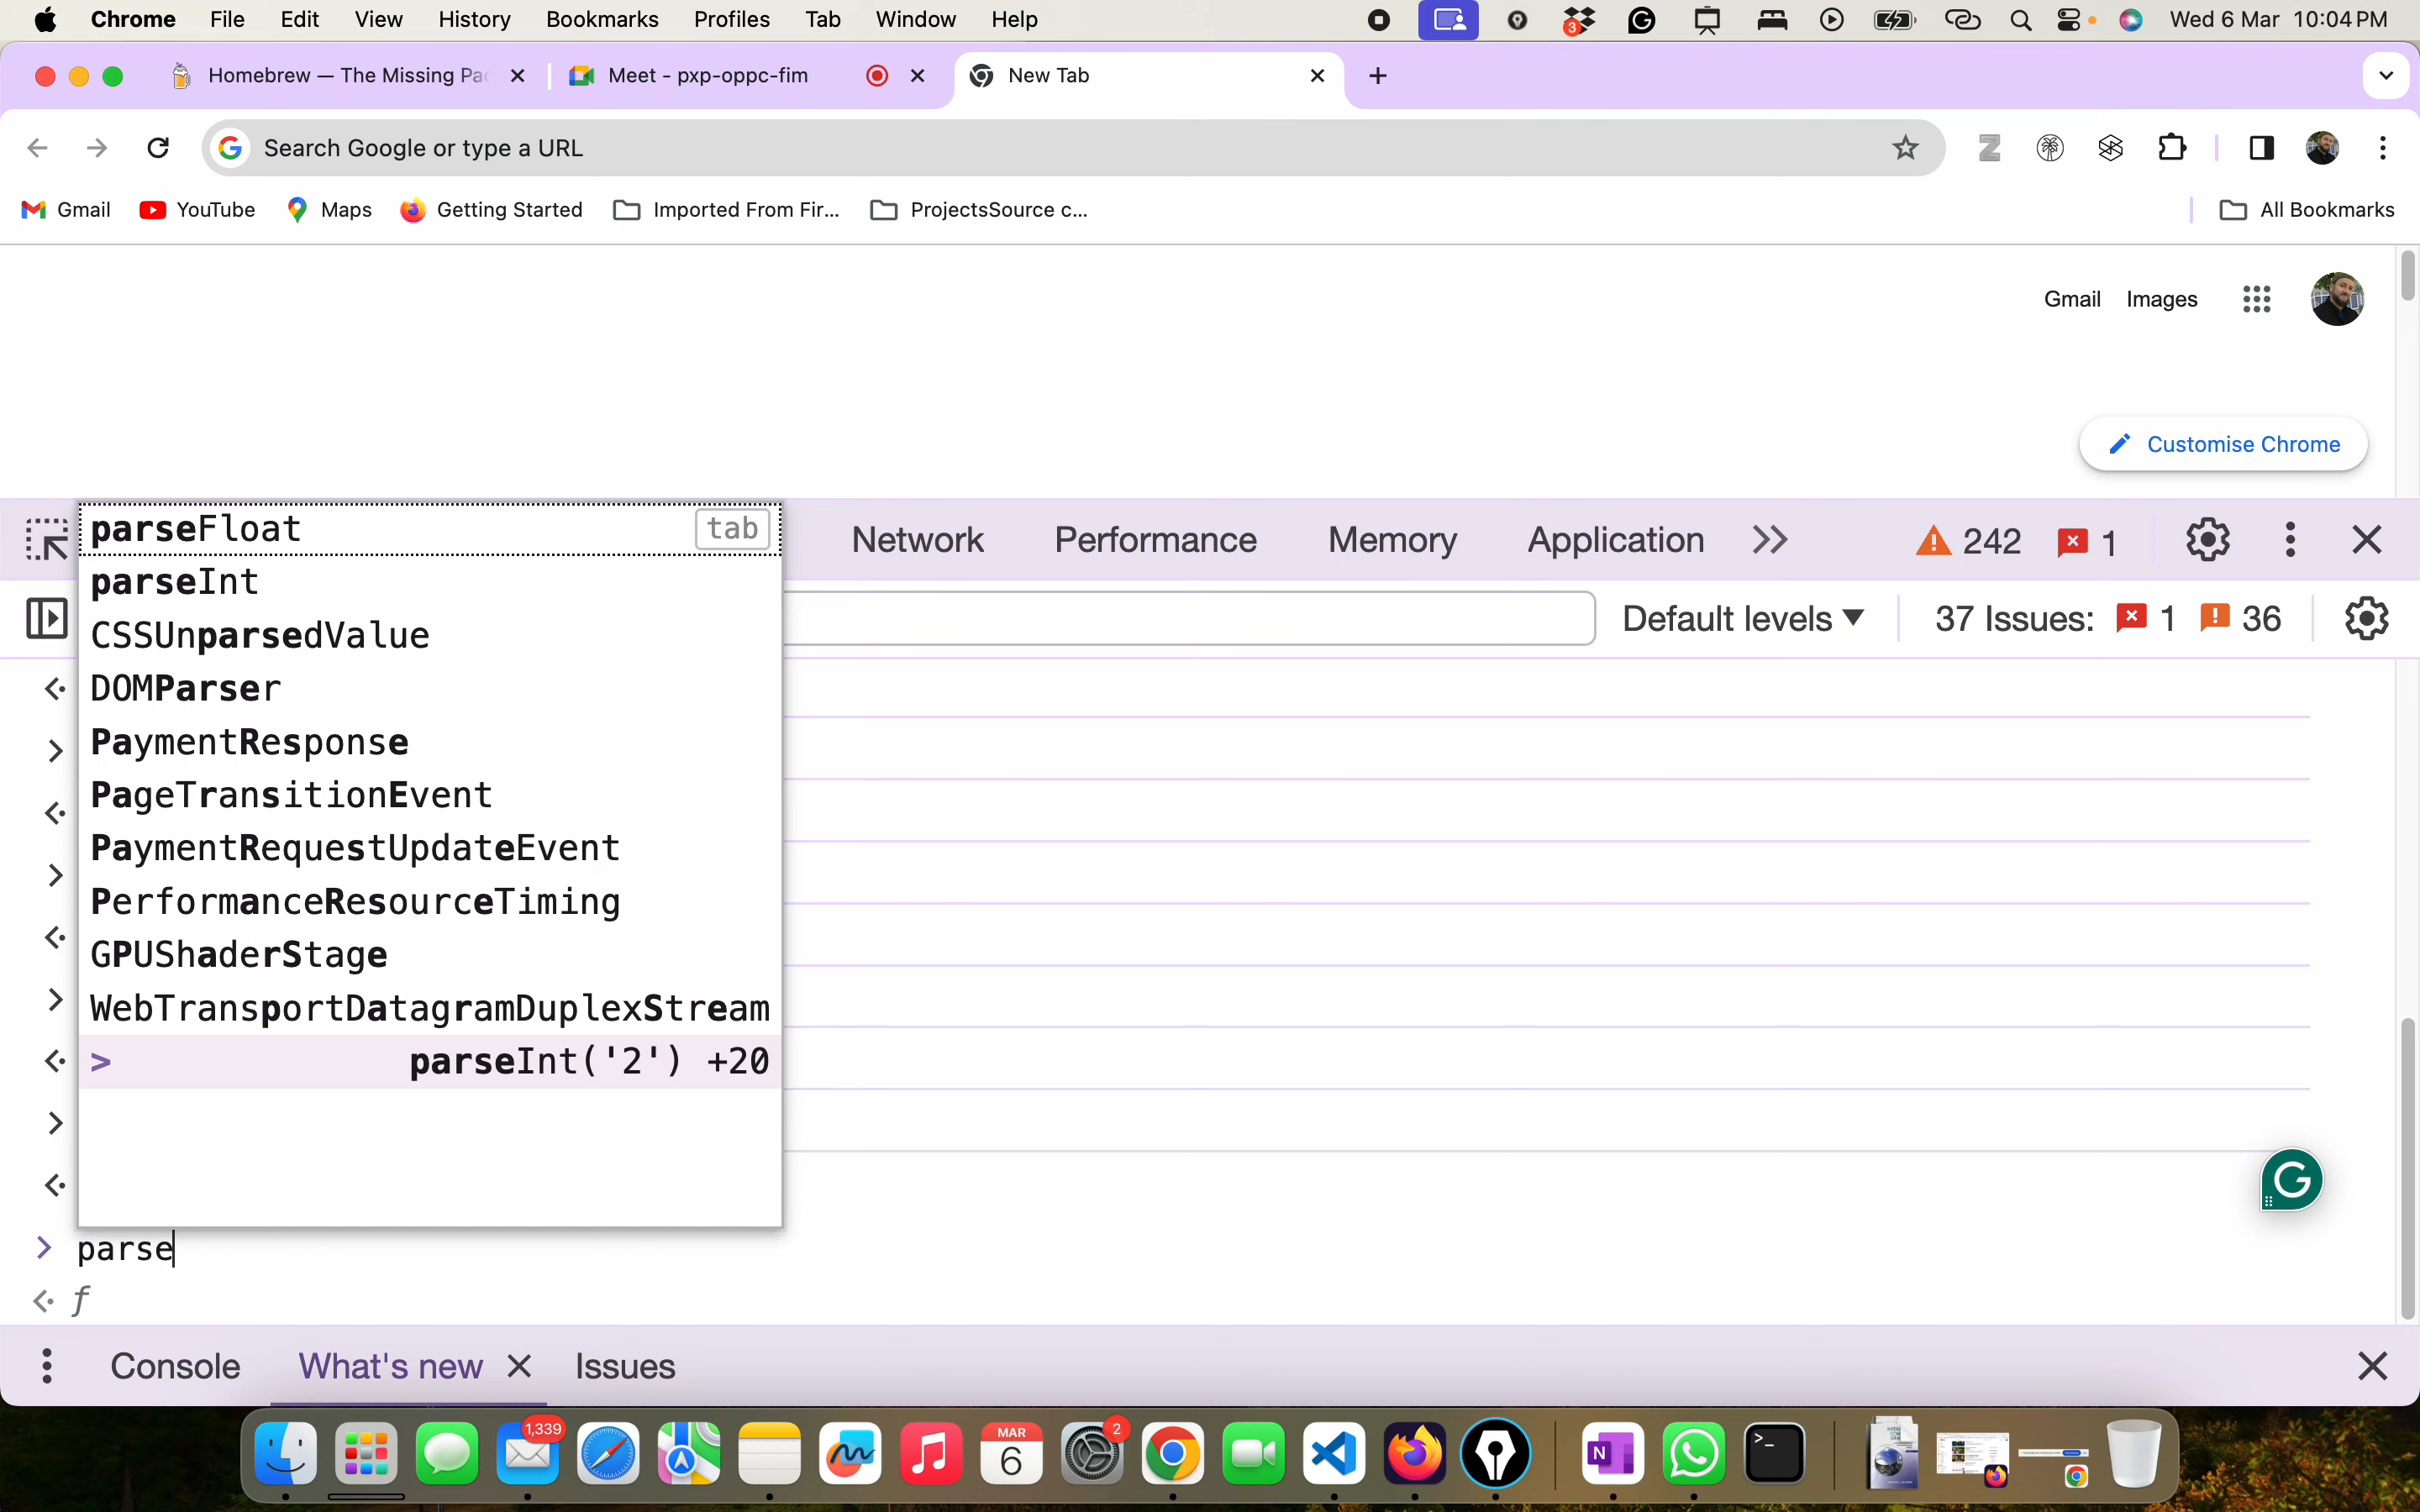 Chrome File Edit View History Bookmarks Profiles Tab Window Help 3 Wed 6 Mar 10:04 PM
Homebrew — The Missing Pac Meet - pxp-oppc-fim New Tab
Search Google or type a URL
Gmail YouTube Maps Getting Started Imported From Fir... ProjectsSource c... All Bookmarks
Gmail Images
Customise Chrome
Network Performance Memory Application 242 1
Default levels 37 Issues: 1 36
parseFloat tab
parseInt
CSSUnparsedValue
DOMParser
PaymentResponse
PageTransitionEvent
PaymentRequestUpdateEvent
PerformanceResourceTiming
GPUShaderStage
WebTransportDatagramDuplexStream
> parseInt('2') +20
> parse
f
Console What's new Issues
1,339 MAR 6 2 N >_